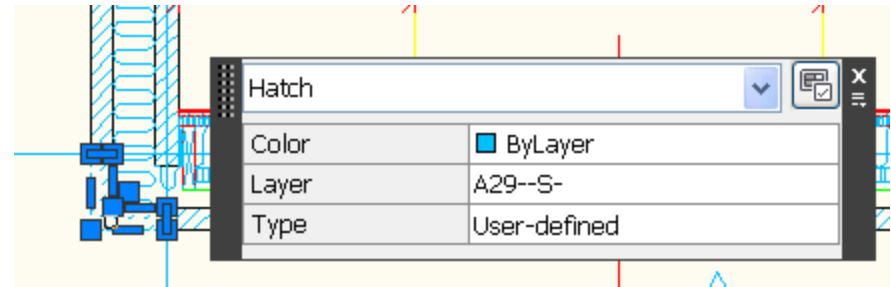 Hatch
Color ByLayer
Layer A29--S-
Type User-defined